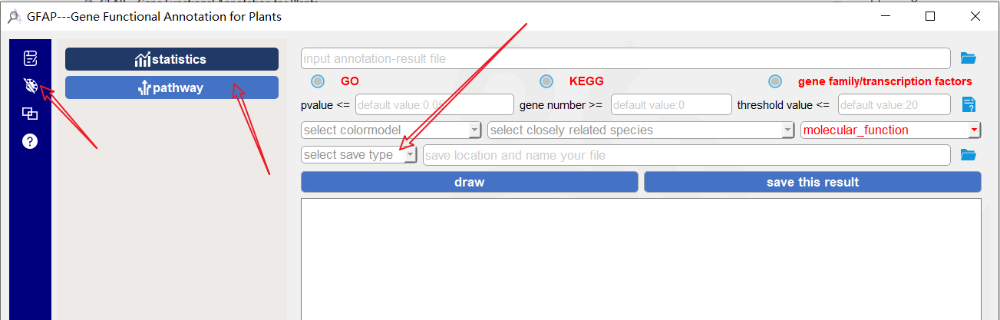 GFAP---Gene Functional Annotation for Plants
statistics
pathway
input annotation-result file
GO
KEGG
gene family/transcription factors
pvalue <= default value:0.05 gene number >= default value:0 threshold value <= default value:20
select colormodel select closely related species molecular_function
select save type save location and name your file
draw save this result